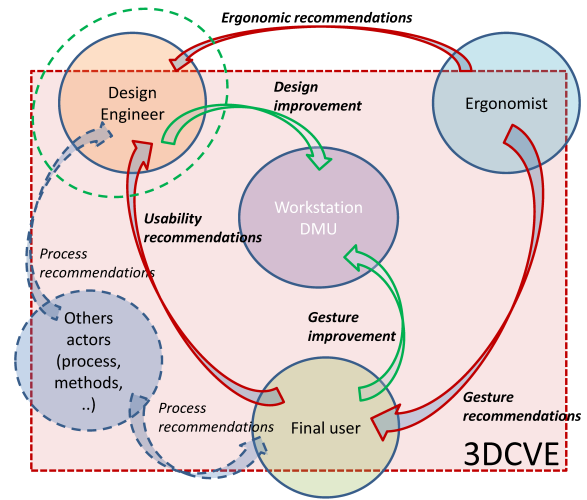 Ergonomic recommendations
Design
Engineer
Design
improvement
Ergonomist
Workstation
DMU
Usability
recommendations
Process
recommendations
Gesture
improvement
Others
actors
(process,
methods,
..)
Process
recommendations
Final user
Gesture
recommendations
3DCVE